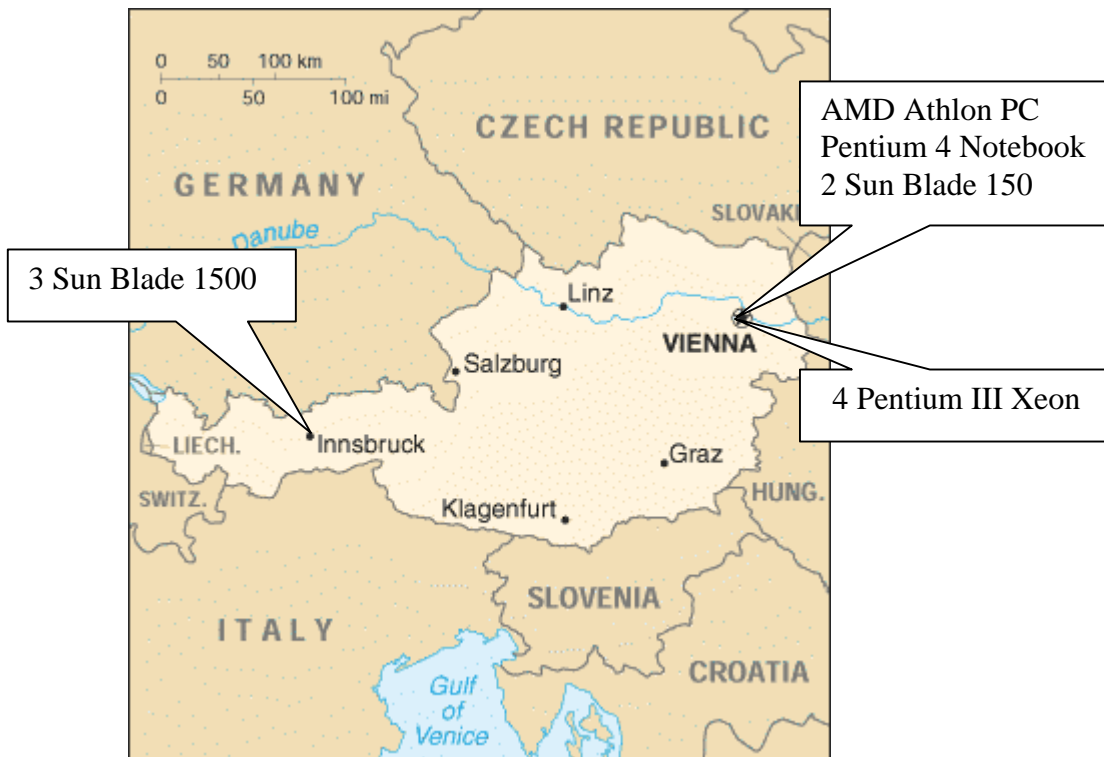 0 50 100 km
0 50 100 mi
CZECH REPUBLIC
AMD Athlon PC
Pentium 4 Notebook
2 Sun Blade 150
GERMANY
SLOVAKI
Danube
3 Sun Blade 1500
Linz
VIENNA
Salzburg
4 Pentium III Xeon
Innsbruck
LIECH.
Graz
SWITZ.
HUNG.
Klagenfurt
SLOVENIA
ITALY
CROATIA
Gulf
of
Venice